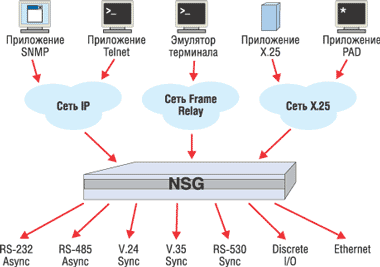 >_
>_
*
Приложение SNMP
Приложение Telnet
Эмулятор терминала
Приложение X.25
Приложение PAD
Сеть IP
Сеть Frame Relay
Сеть X.25
NSG
RS-232 Async
RS-485 Async
V.24 Sync
V.35 Sync
RS-530 Sync
Discrete I/O
Ethernet